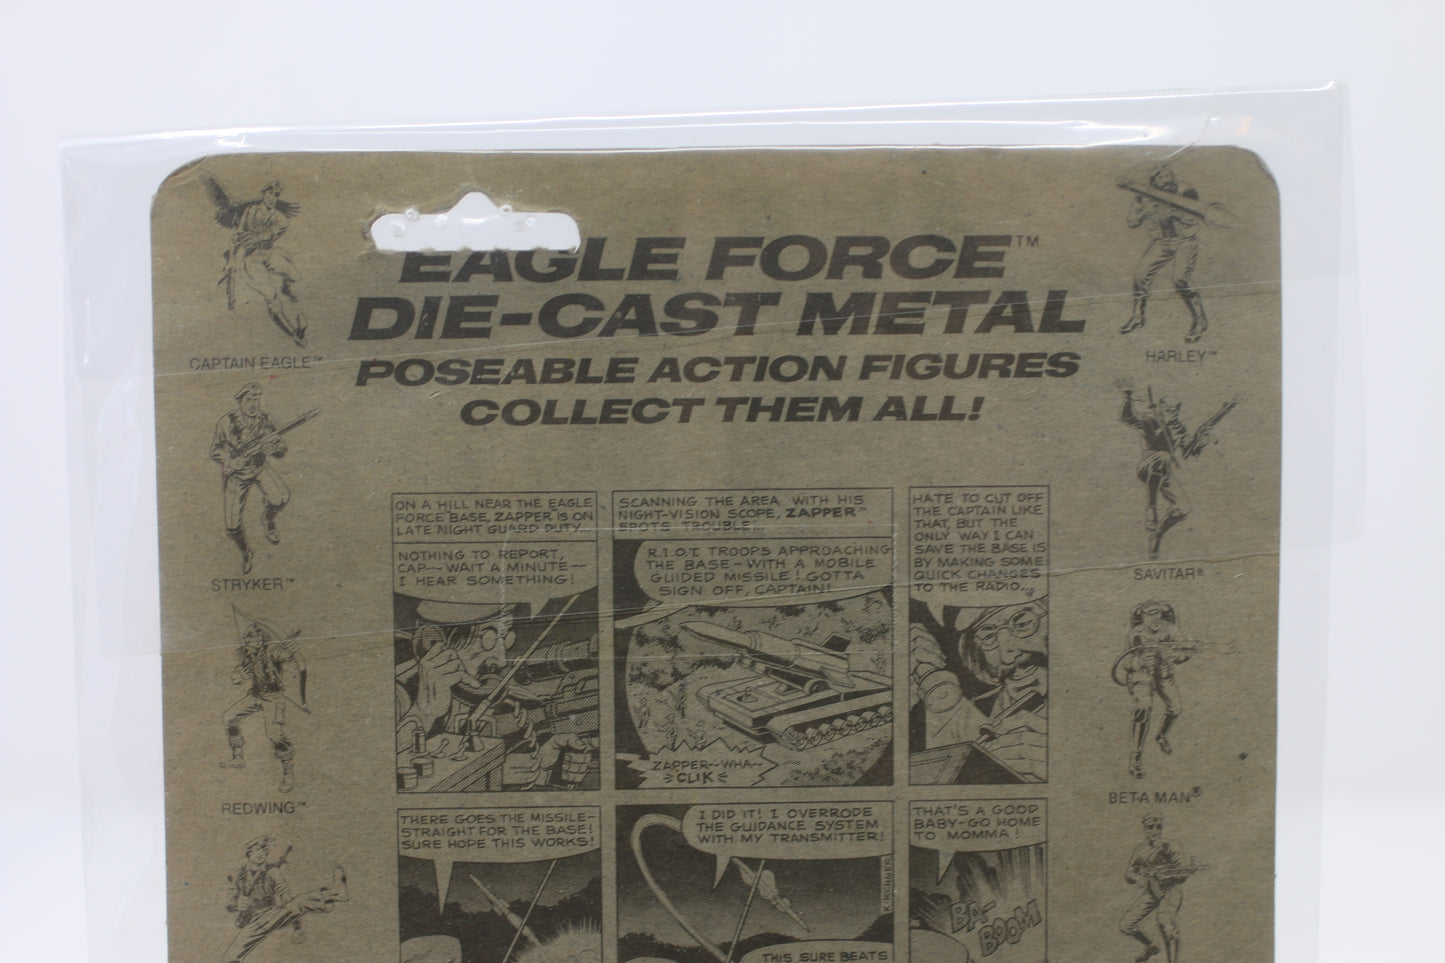 EAGLE FORCE™
DIE-CAST METAL
POSEABLE ACTION FIGURES
COLLECT THEM ALL!
CAPTAIN EAGLE™
STRYKER™
REDWING™
HARLEY™
SAVITAR®
BETA MAN®
ON A HILL NEAR THE EAGLE
FORCE BASE, ZAPPER IS ON
LATE NIGHT GUARD DUTY...
NOTHING TO REPORT,
CAP--WAIT A MINUTE--
I HEAR SOMETHING!
SCANNING THE AREA WITH HIS
NIGHT-VISION SCOPE, ZAPPER™
SPOTS TROUBLE...
R.I.O.T. TROOPS APPROACHING
THE BASE-WITH A MOBILE
GUIDED MISSILE! GOTTA
SIGN OFF, CAPTAIN!
ZAPPER--WHA--
CLIK
HATE TO CUT OFF
THE CAPTAIN LIKE
THAT, BUT THE
ONLY WAY I CAN
SAVE THE BASE IS
BY MAKING SOME
QUICK CHANGES
TO THE RADIO...
THERE GOES THE MISSILE-
STRAIGHT FOR THE BASE!
SURE HOPE THIS WORKS!
I DID IT! I OVERRODE
THE GUIDANCE SYSTEM
WITH MY TRANSMITTER!
KIRCHNER
THIS SURE BEATS
THAT'S A GOOD
BABY-GO HOME
TO MOMMA!
BA-
BOOM